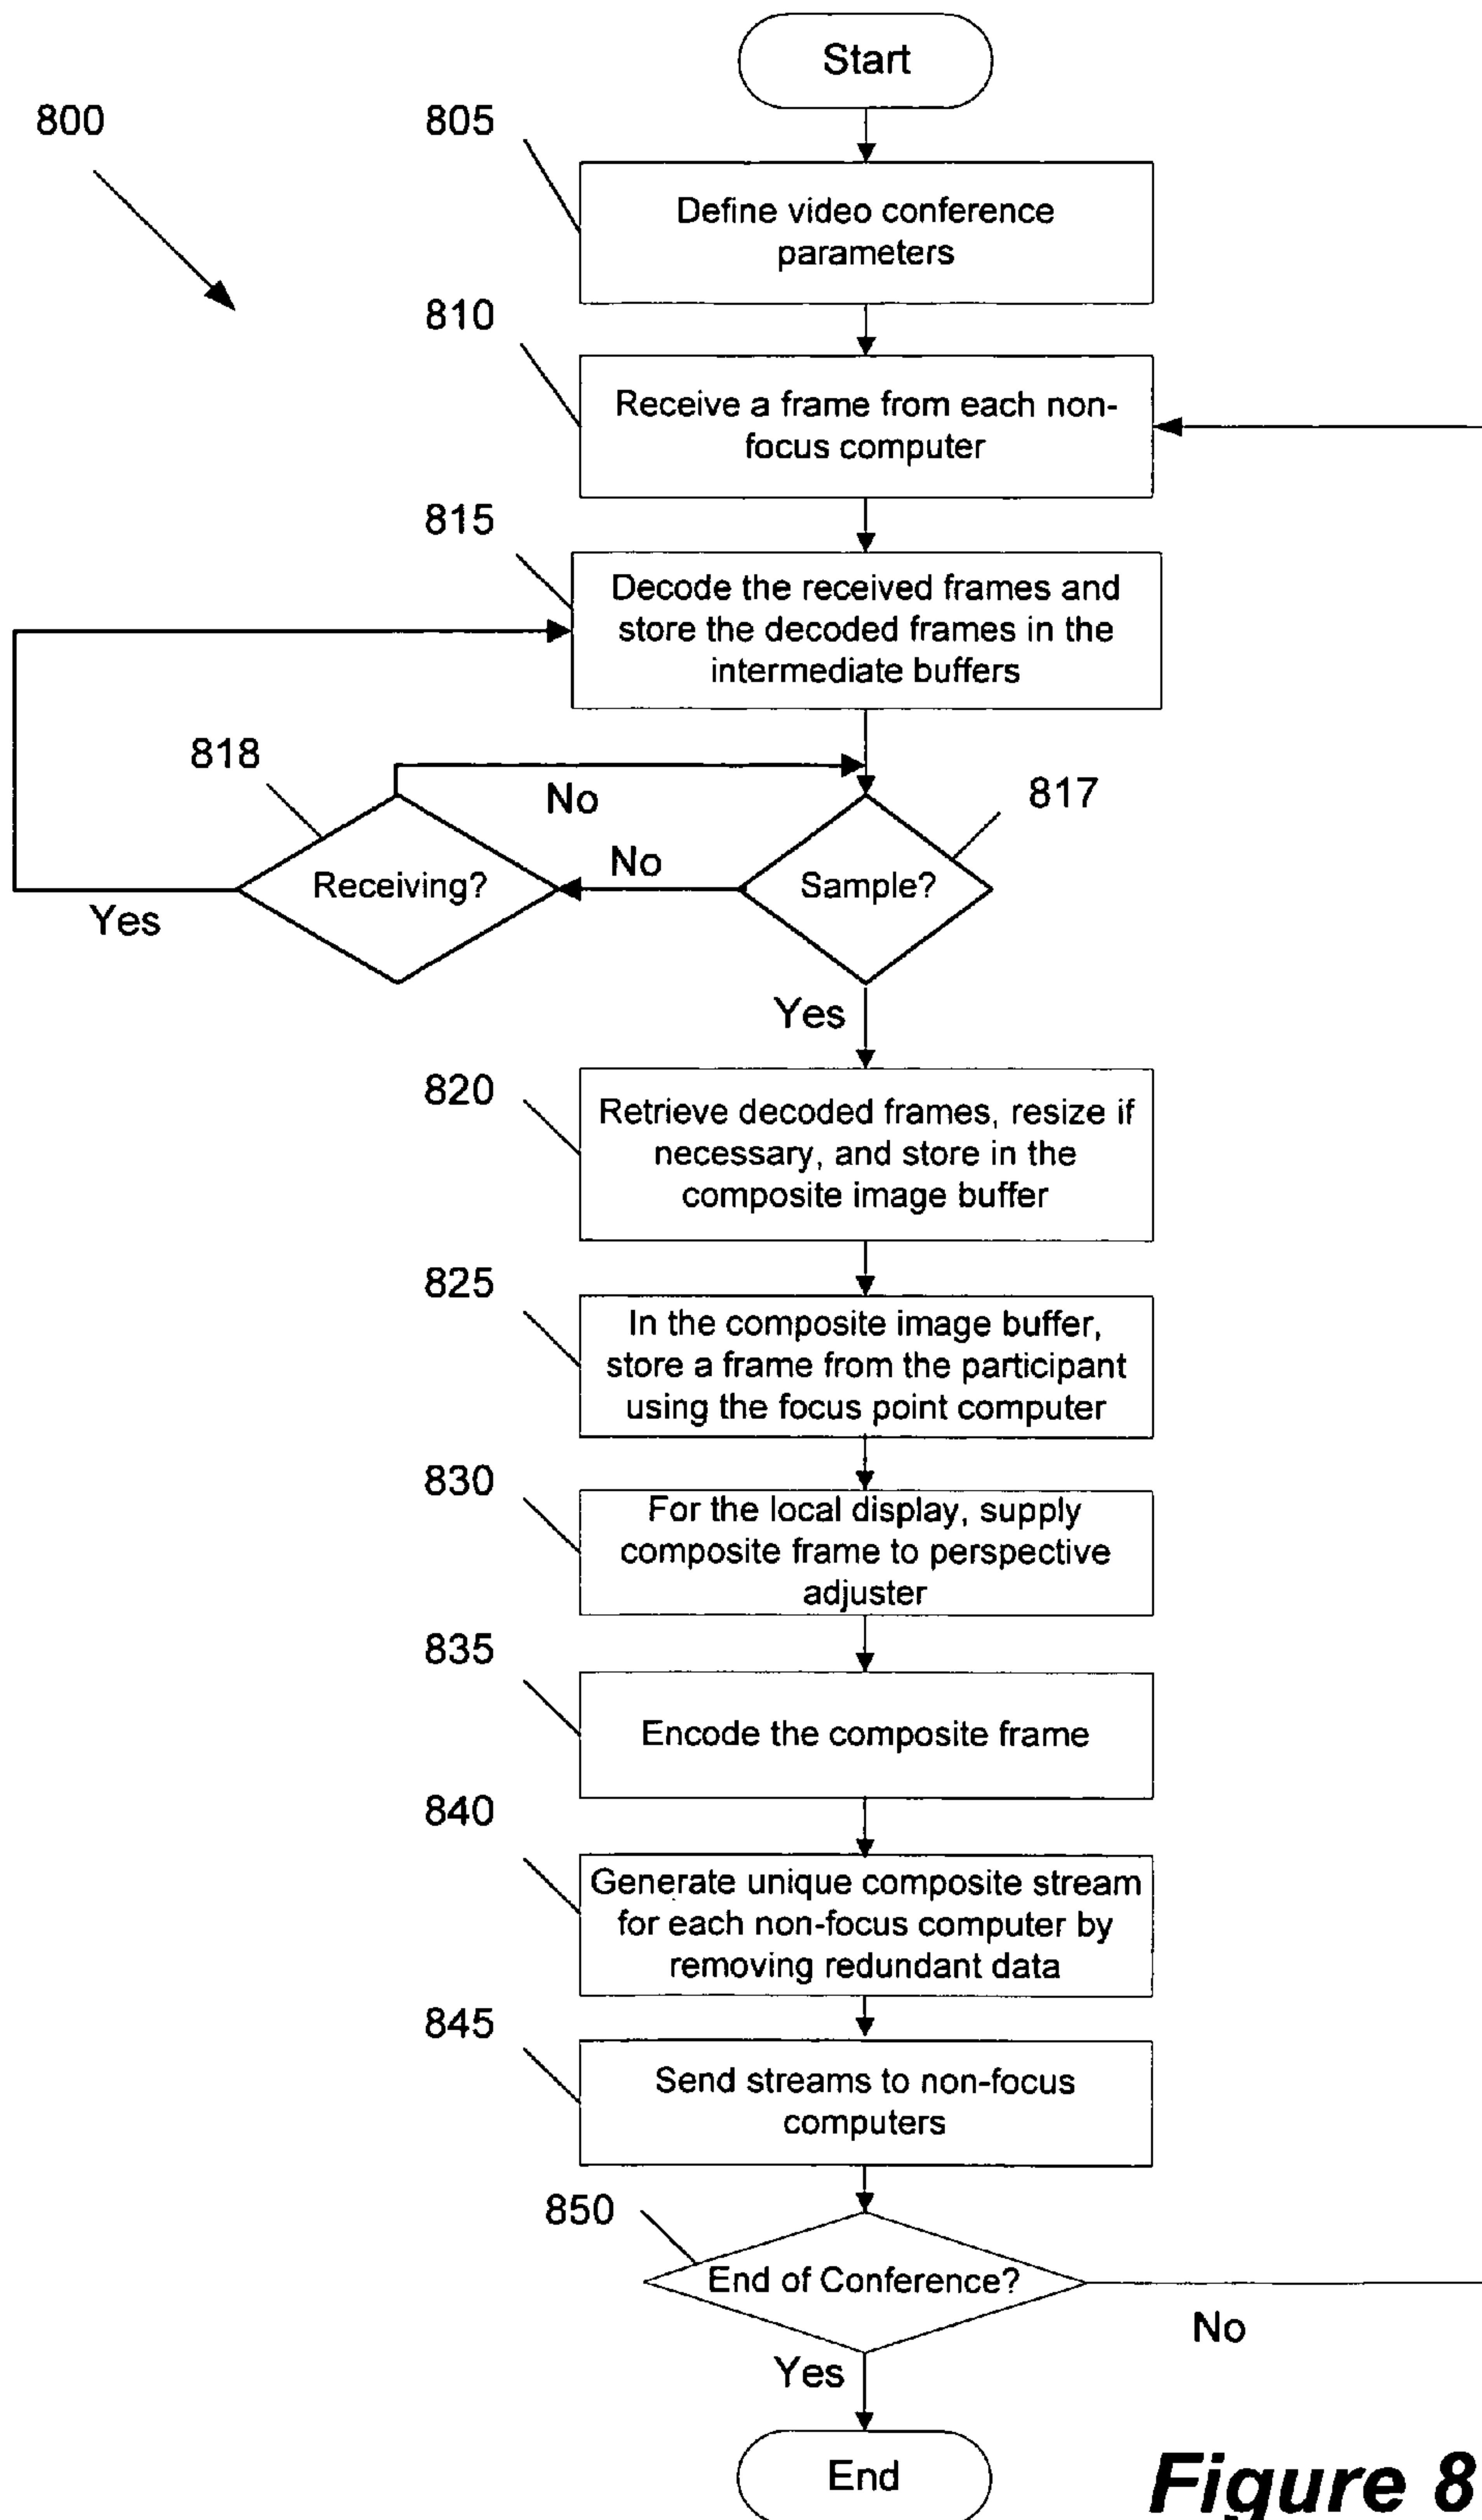 Start
800
805
Define video conference
parameters
810
Receive a frame from each non-
focus computer
815
Decode the received frames and
store the decoded frames in the
intermediate buffers
818
No
817
Receiving?
No
Sample?
Yes
Yes
820
Retrieve decoded frames, resize if
necessary, and store in the
composite image buffer
825
In the composite image buffer,
store a frame from the participant
using the focus point computer
830
For the local display, supply
composite frame to perspective
adjuster
835
Encode the composite frame
840
Generate unique composite stream
for each non-focus computer by
removing redundant data
845
Send streams to non-focus
computers
850
End of Conference?
No
Yes
End
Figure 8